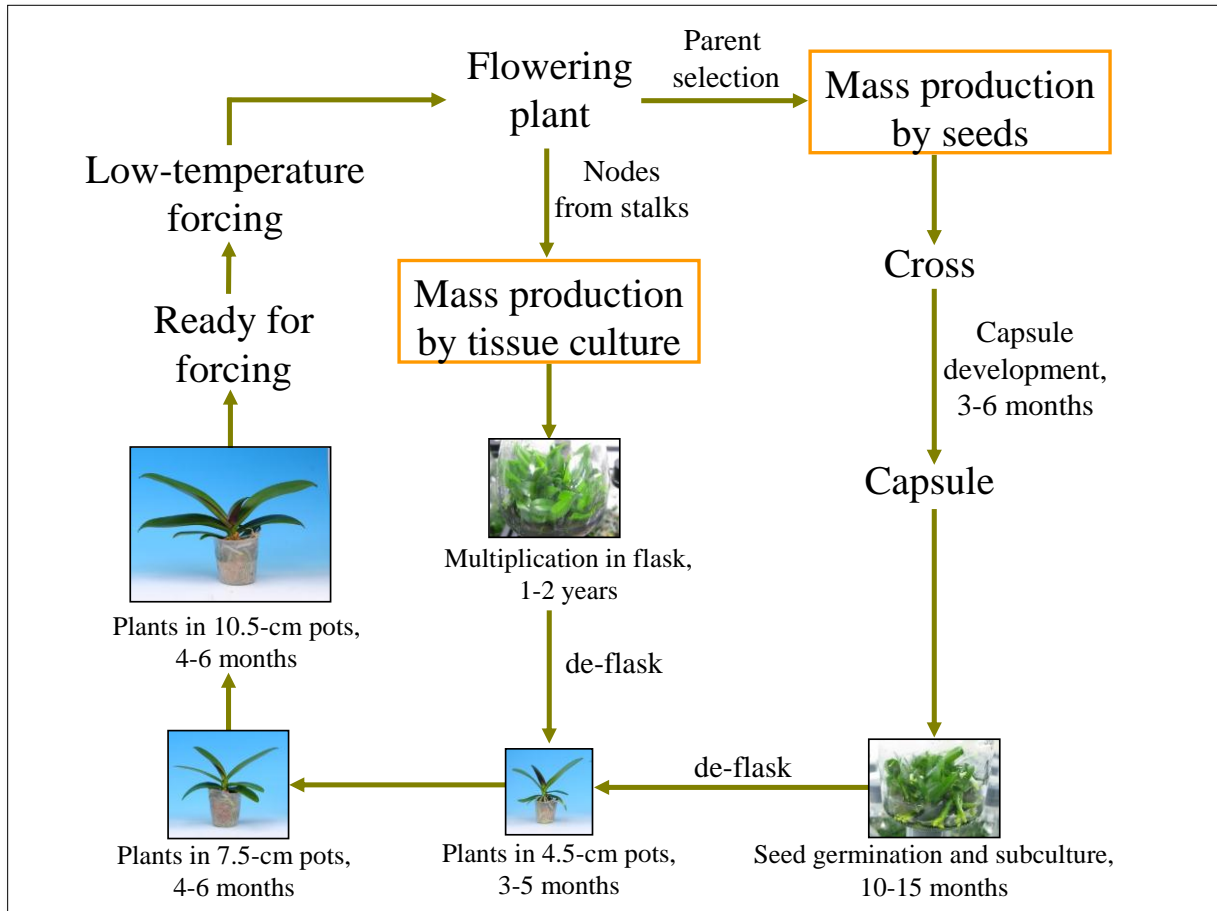 Flowering
plant
Parent
selection
Mass production
by seeds
Low-temperature
forcing
Nodes
from stalks
Cross
Mass production
by tissue culture
Ready for
forcing
Capsule
development,
3-6 months
Capsule
Multiplication in flask,
1-2 years
Plants in 10.5-cm pots,
4-6 months
de-flask
de-flask
Plants in 7.5-cm pots,
4-6 months
Plants in 4.5-cm pots,
3-5 months
Seed germination and subculture,
10-15 months